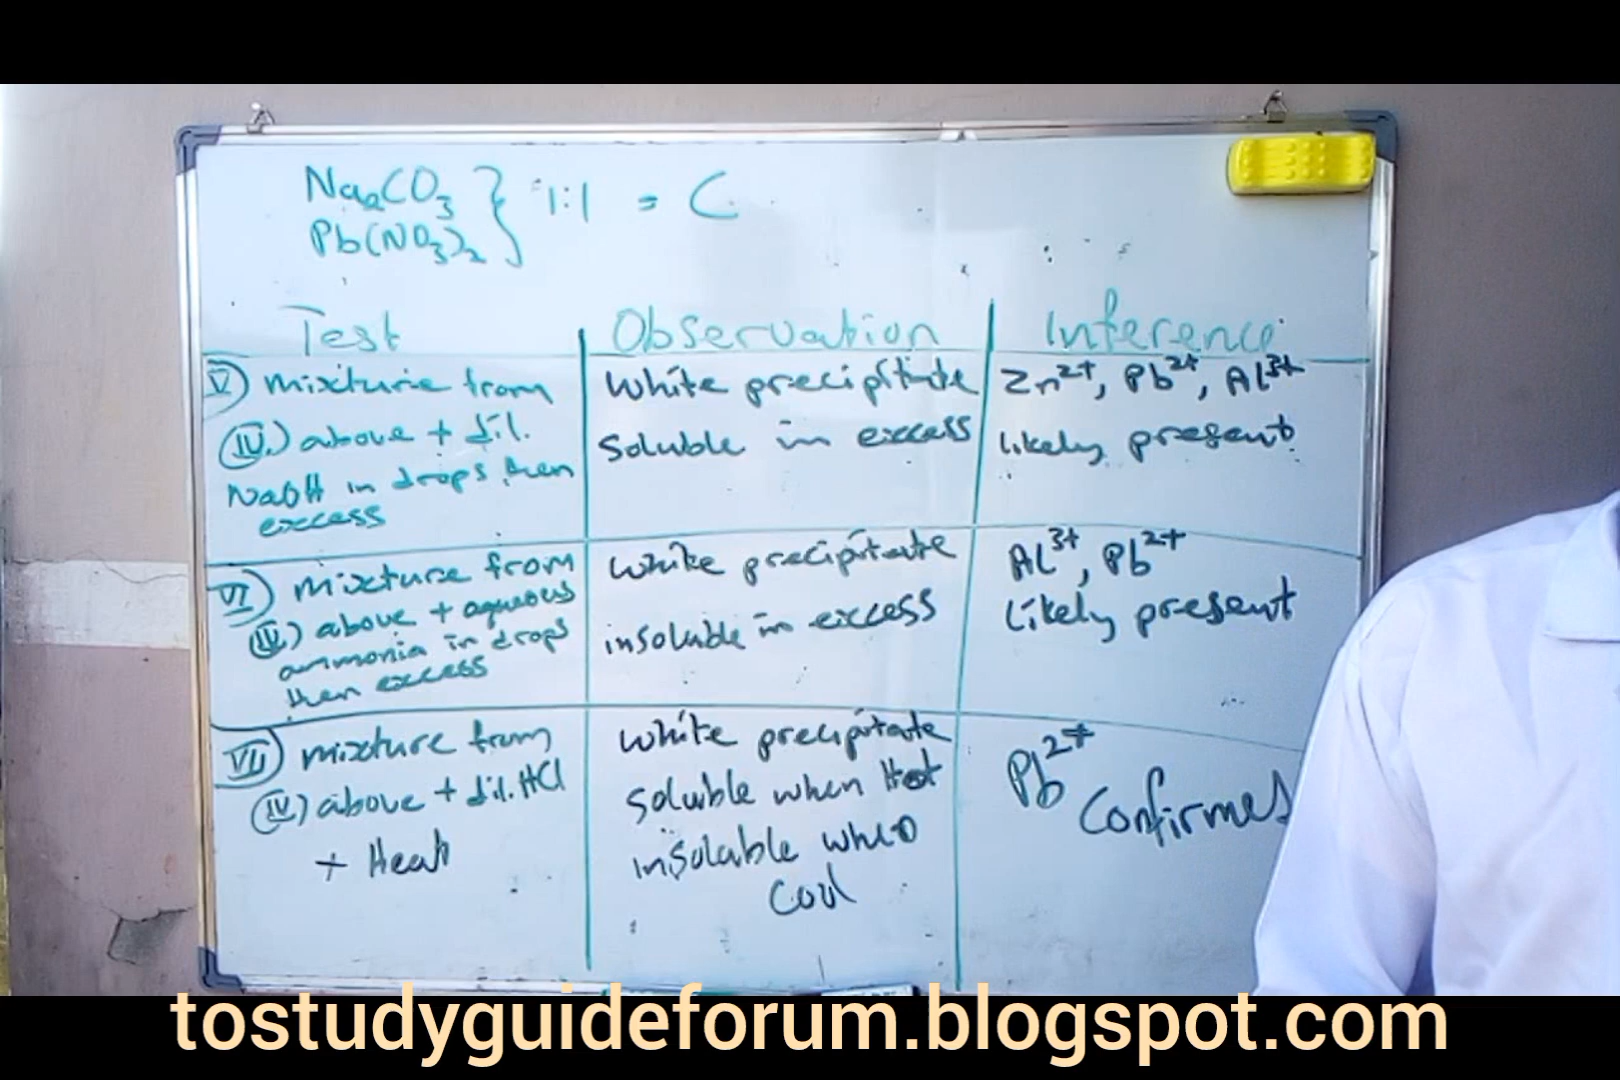 Na2CO3
Pb(NO3)2 } 1:1 = C
Test Observation Inference
V) mixture from
(IV.) above + dil.
NaOH in drops, then
excess
White precipitate
Soluble in excess
Zn2+, Pb2+, Al3+
likely present
VI) mixture from
(IV.) above + aqueous
ammonia in drops
then excess
White precipitate
insoluble in excess
Al3+, Pb2+
likely present
VII) mixture from
(IV) above + dil. HCl
+ Heat
White precipitate
Soluble when Hot
insoluble when
Cool
Pb2+
Confirmed
tostudyguideforum.blogspot.com